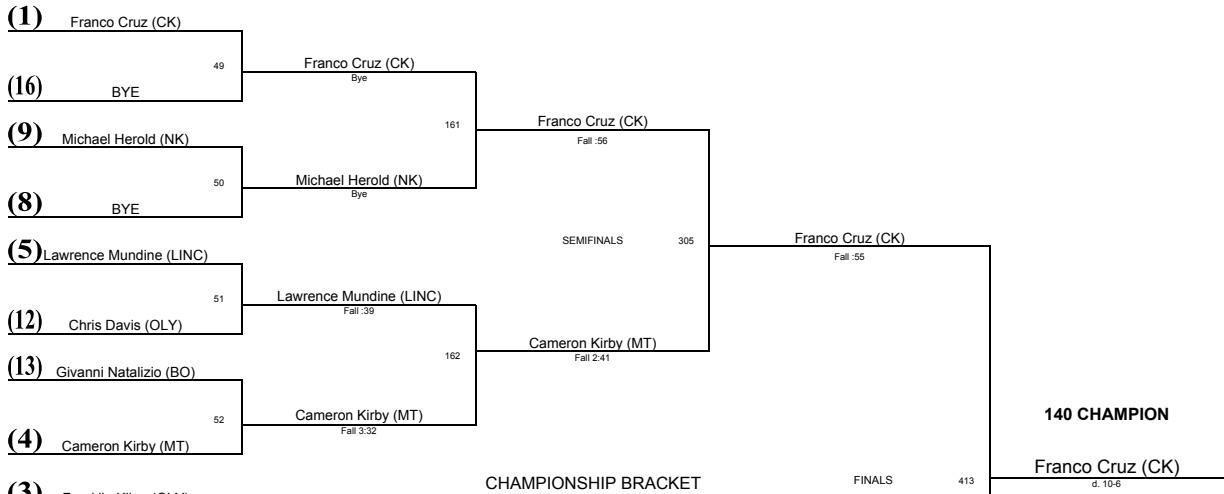 (1) Franco Cruz (CK)
49 Franco Cruz (CK)
Bye
(16) BYE
161 Franco Cruz (CK)
Fall :56
(9) Michael Herold (NK)
50 Michael Herold (NK)
Bye
(8) BYE
SEMIFINALS 305 Franco Cruz (CK)
Fall :55
(5) Lawrence Mundine (LINC)
51 Lawrence Mundine (LINC)
Fall :39
(12) Chris Davis (OLY)
162 Cameron Kirby (MT)
Fall 2:41
(13) Givanni Natalizio (BO)
52 Cameron Kirby (MT)
Fall 3:32
(4) Cameron Kirby (MT)
140 CHAMPION
CHAMPIONSHIP BRACKET
FINALS 413 Franco Cruz (CK)
d. 10-6
(3)